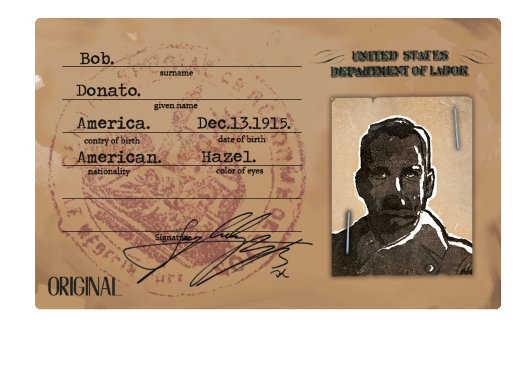 Bob.
surname
Donato.
given name
America. Dec.13.1915.
contry of birth date of birth
American. Hazel.
nationality color of eyes
Signature
ORIGINAL
UNITED STATES
DEPARTMENT OF LABOR